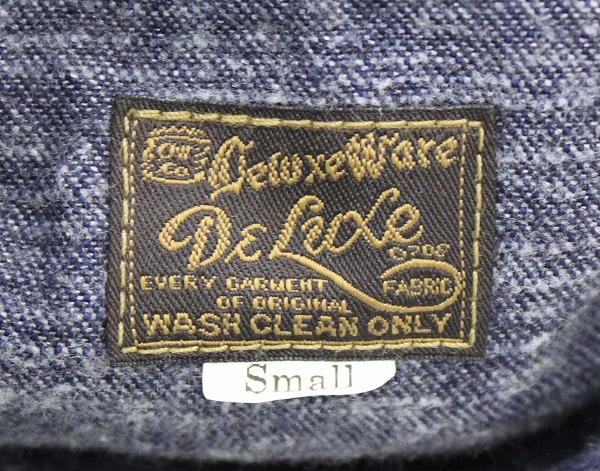 DeluxeWare
DeLuxe
FABRIC
EVERY GARMENT
OF ORIGINAL
WASH CLEAN ONLY
Small